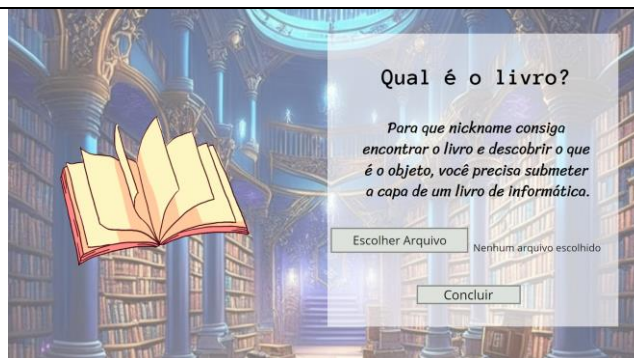 Qual é o livro?
Para que nickname consiga
encontrar o livro e descobrir o que
é o objeto, você precisa submeter
a capa de um livro de informática.
Escolher Arquivo
Nenhum arquivo escolhido
Concluir